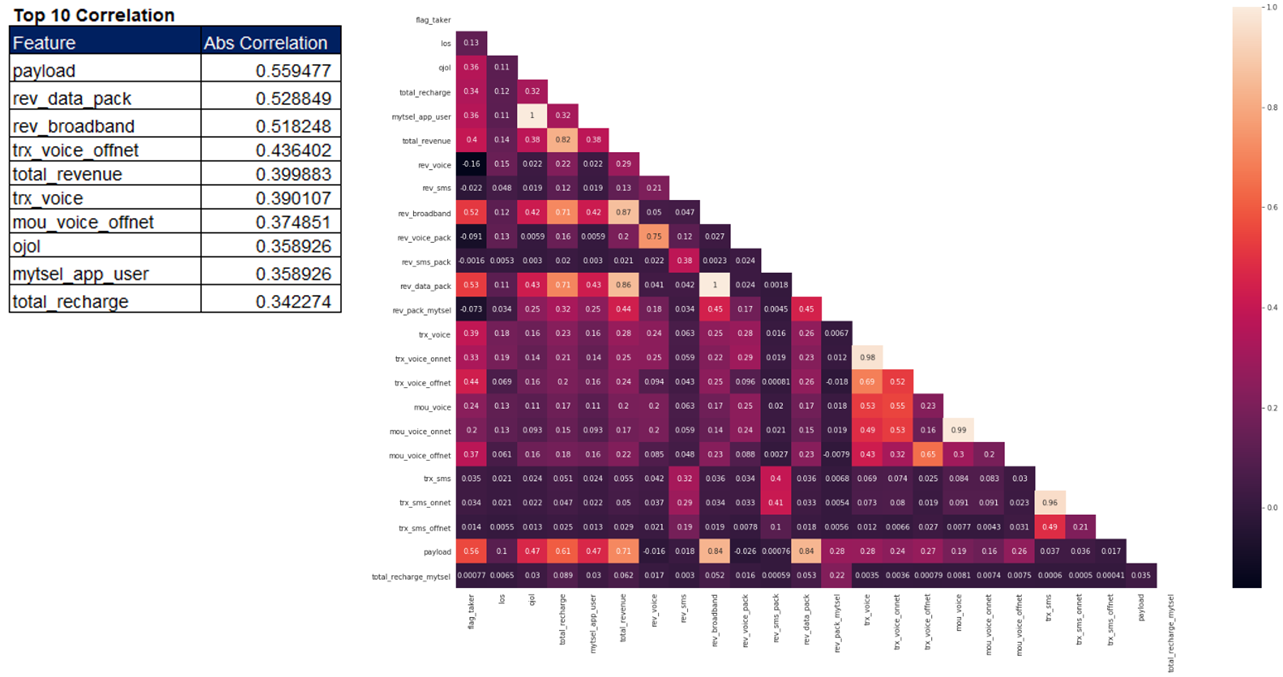 Top 10 Correlation
Feature Abs Correlation
payload 0.559477
rev_data_pack 0.528849
rev_broadband 0.518248
trx_voice_offnet 0.436402
total_revenue 0.399883
trx_voice 0.390107
mou_voice_offnet 0.374851
ojol 0.358926
mytsel_app_user 0.358926
total_recharge 0.342274
flag_taker
los 0.13
ojol 0.36 0.11
total_recharge 0.34 0.12 0.32
mytsel_app_user 0.36 0.11 1 0.32
total_revenue 0.4 0.14 0.38 0.82 0.38
rev_voice -0.16 0.15 0.022 0.22 0.022 0.29
rev_sms -0.022 0.048 0.019 0.12 0.019 0.13 0.21
rev_broadband 0.52 0.12 0.42 0.71 0.42 0.87 0.05 0.047
rev_voice_pack -0.091 0.13 0.0059 0.16 0.0059 0.2 0.75 0.12 0.027
rev_sms_pack -0.0016 0.0053 0.003 0.02 0.003 0.021 0.022 0.38 0.0023 0.024
rev_data_pack 0.53 0.11 0.43 0.71 0.43 0.86 0.041 0.042 1 0.024 0.0018
rev_pack_mytsel -0.073 0.034 0.25 0.32 0.25 0.44 0.18 0.034 0.45 0.17 0.0045 0.45
trx_voice 0.39 0.18 0.16 0.23 0.16 0.28 0.24 0.063 0.25 0.28 0.016 0.26 0.0067
trx_voice_onnet 0.33 0.19 0.14 0.21 0.14 0.25 0.25 0.059 0.22 0.29 0.019 0.23 0.012 0.98
trx_voice_offnet 0.44 0.069 0.16 0.2 0.16 0.24 0.094 0.043 0.25 0.096 0.00081 0.26 -0.018 0.69 0.52
mou_voice 0.24 0.13 0.11 0.17 0.11 0.2 0.2 0.063 0.17 0.25 0.02 0.17 0.018 0.53 0.55 0.23
mou_voice_onnet 0.2 0.13 0.093 0.15 0.093 0.17 0.2 0.059 0.14 0.24 0.021 0.15 0.019 0.49 0.53 0.16 0.99
mou_voice_offnet 0.37 0.061 0.16 0.18 0.16 0.22 0.085 0.048 0.23 0.088 0.0027 0.23 -0.0079 0.43 0.32 0.65 0.3 0.2
trx_sms 0.035 0.021 0.024 0.051 0.024 0.055 0.042 0.32 0.036 0.034 0.4 0.036 0.0068 0.069 0.074 0.025 0.084 0.083 0.03
trx_sms_onnet 0.034 0.021 0.022 0.047 0.022 0.05 0.037 0.29 0.034 0.033 0.41 0.033 0.0054 0.073 0.08 0.019 0.091 0.091 0.023 0.96
trx_sms_offnet 0.014 0.0055 0.013 0.025 0.013 0.029 0.021 0.19 0.019 0.0078 0.1 0.018 0.0056 0.012 0.0066 0.027 0.0077 0.0043 0.031 0.49 0.21
payload 0.56 0.1 0.47 0.61 0.47 0.71 -0.016 0.018 0.84 -0.026 0.00076 0.84 0.28 0.28 0.24 0.27 0.19 0.16 0.26 0.037 0.036 0.017
total_recharge_mytsel 0.00077 0.0065 0.03 0.089 0.03 0.062 0.017 0.003 0.052 0.016 0.00059 0.053 0.22 0.0035 0.0036 0.00079 0.0081 0.0074 0.0075 0.0006 0.0005 0.00041 0.035
flag_taker
los
ojol
total_recharge
mytsel_app_user
total_revenue
rev_voice
rev_sms
rev_broadband
rev_voice_pack
rev_sms_pack
rev_data_pack
rev_pack_mytsel
trx_voice
trx_voice_onnet
trx_voice_offnet
mou_voice
mou_voice_onnet
mou_voice_offnet
trx_sms
trx_sms_onnet
trx_sms_offnet
payload
total_recharge_mytsel
1.0
0.8
0.6
0.4
0.2
0.0